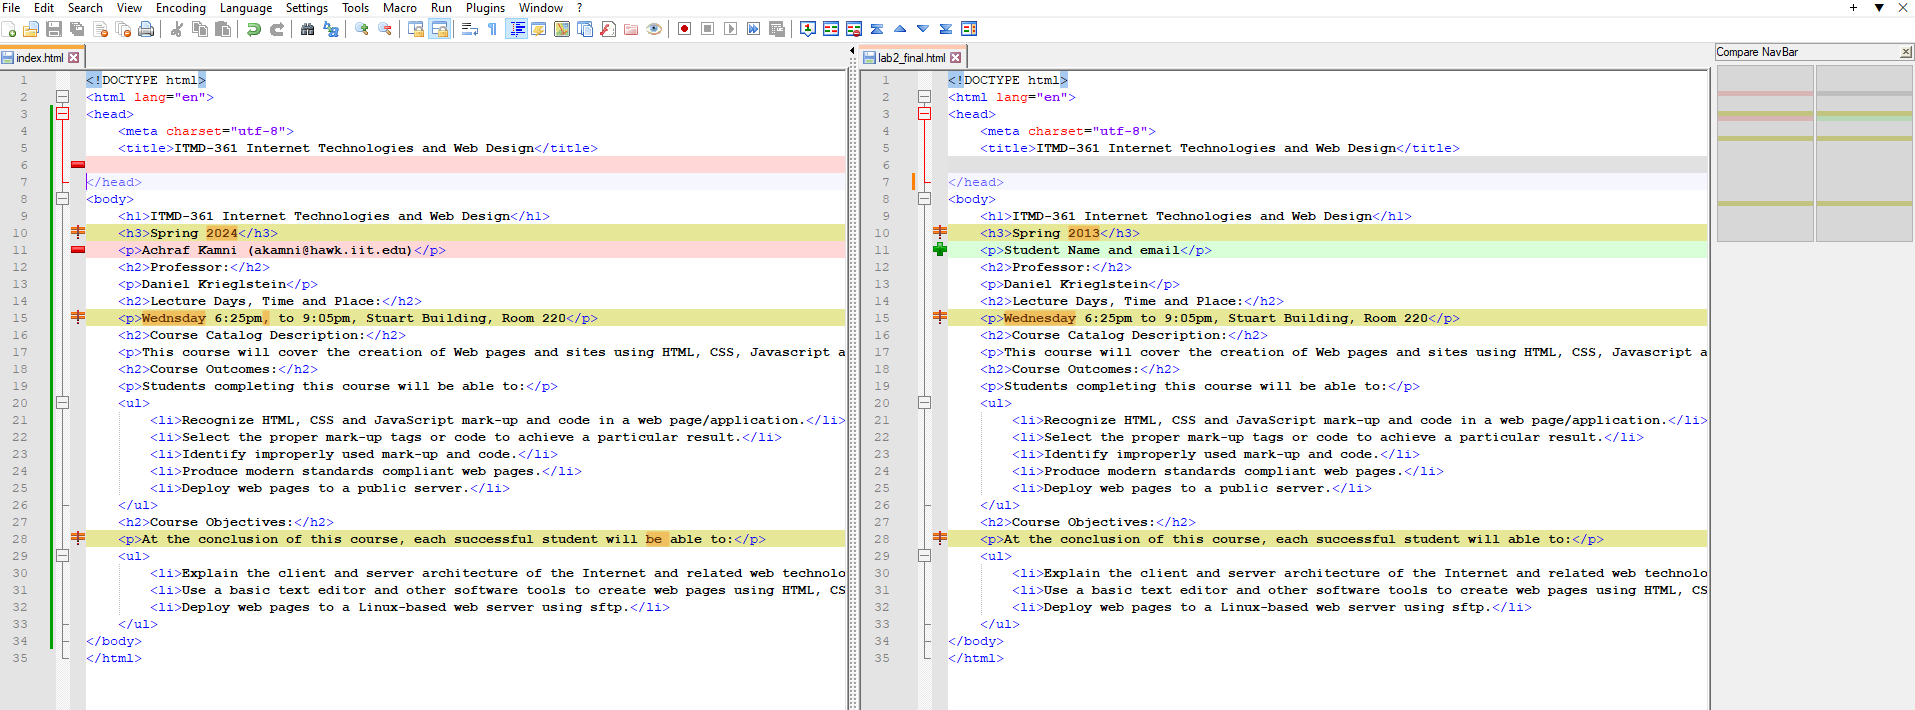 File Edit Search View Encoding Language Settings Tools Macro Run Plugins Window ? + ▼ ✕
index.html
1 <!DOCTYPE html>
2 <html lang="en">
3 <head>
4 <meta charset="utf-8">
5 <title>ITMD-361 Internet Technologies and Web Design</title>
6
7 </head>
8 <body>
9 <h1>ITMD-361 Internet Technologies and Web Design</h1>
10 <h3>Spring 2024</h3>
11 <p>Achraf Kamni (akamni@hawk.iit.edu)</p>
12 <h2>Professor:</h2>
13 <p>Daniel Krieglstein</p>
14 <h2>Lecture Days, Time and Place:</h2>
15 <p>Wednsday 6:25pm, to 9:05pm, Stuart Building, Room 220</p>
16 <h2>Course Catalog Description:</h2>
17 <p>This course will cover the creation of Web pages and sites using HTML, CSS, Javascript a
18 <h2>Course Outcomes:</h2>
19 <p>Students completing this course will be able to:</p>
20 <ul>
21 <li>Recognize HTML, CSS and JavaScript mark-up and code in a web page/application.</li>
22 <li>Select the proper mark-up tags or code to achieve a particular result.</li>
23 <li>Identify improperly used mark-up and code.</li>
24 <li>Produce modern standards compliant web pages.</li>
25 <li>Deploy web pages to a public server.</li>
26 </ul>
27 <h2>Course Objectives:</h2>
28 <p>At the conclusion of this course, each successful student will be able to:</p>
29 <ul>
30 <li>Explain the client and server architecture of the Internet and related web technolo
31 <li>Use a basic text editor and other software tools to create web pages using HTML, CS
32 <li>Deploy web pages to a Linux-based web server using sftp.</li>
33 </ul>
34 </body>
35 </html>
lab2_final.html
1 <!DOCTYPE html>
2 <html lang="en">
3 <head>
4 <meta charset="utf-8">
5 <title>ITMD-361 Internet Technologies and Web Design</title>
6
7 </head>
8 <body>
9 <h1>ITMD-361 Internet Technologies and Web Design</h1>
10 <h3>Spring 2013</h3>
11 <p>Student Name and email</p>
12 <h2>Professor:</h2>
13 <p>Daniel Krieglstein</p>
14 <h2>Lecture Days, Time and Place:</h2>
15 <p>Wednesday 6:25pm to 9:05pm, Stuart Building, Room 220</p>
16 <h2>Course Catalog Description:</h2>
17 <p>This course will cover the creation of Web pages and sites using HTML, CSS, Javascript a
18 <h2>Course Outcomes:</h2>
19 <p>Students completing this course will be able to:</p>
20 <ul>
21 <li>Recognize HTML, CSS and JavaScript mark-up and code in a web page/application.</li>
22 <li>Select the proper mark-up tags or code to achieve a particular result.</li>
23 <li>Identify improperly used mark-up and code.</li>
24 <li>Produce modern standards compliant web pages.</li>
25 <li>Deploy web pages to a public server.</li>
26 </ul>
27 <h2>Course Objectives:</h2>
28 <p>At the conclusion of this course, each successful student will able to:</p>
29 <ul>
30 <li>Explain the client and server architecture of the Internet and related web technolo
31 <li>Use a basic text editor and other software tools to create web pages using HTML, CS
32 <li>Deploy web pages to a Linux-based web server using sftp.</li>
33 </ul>
34 </body>
35 </html>
Compare NavBar